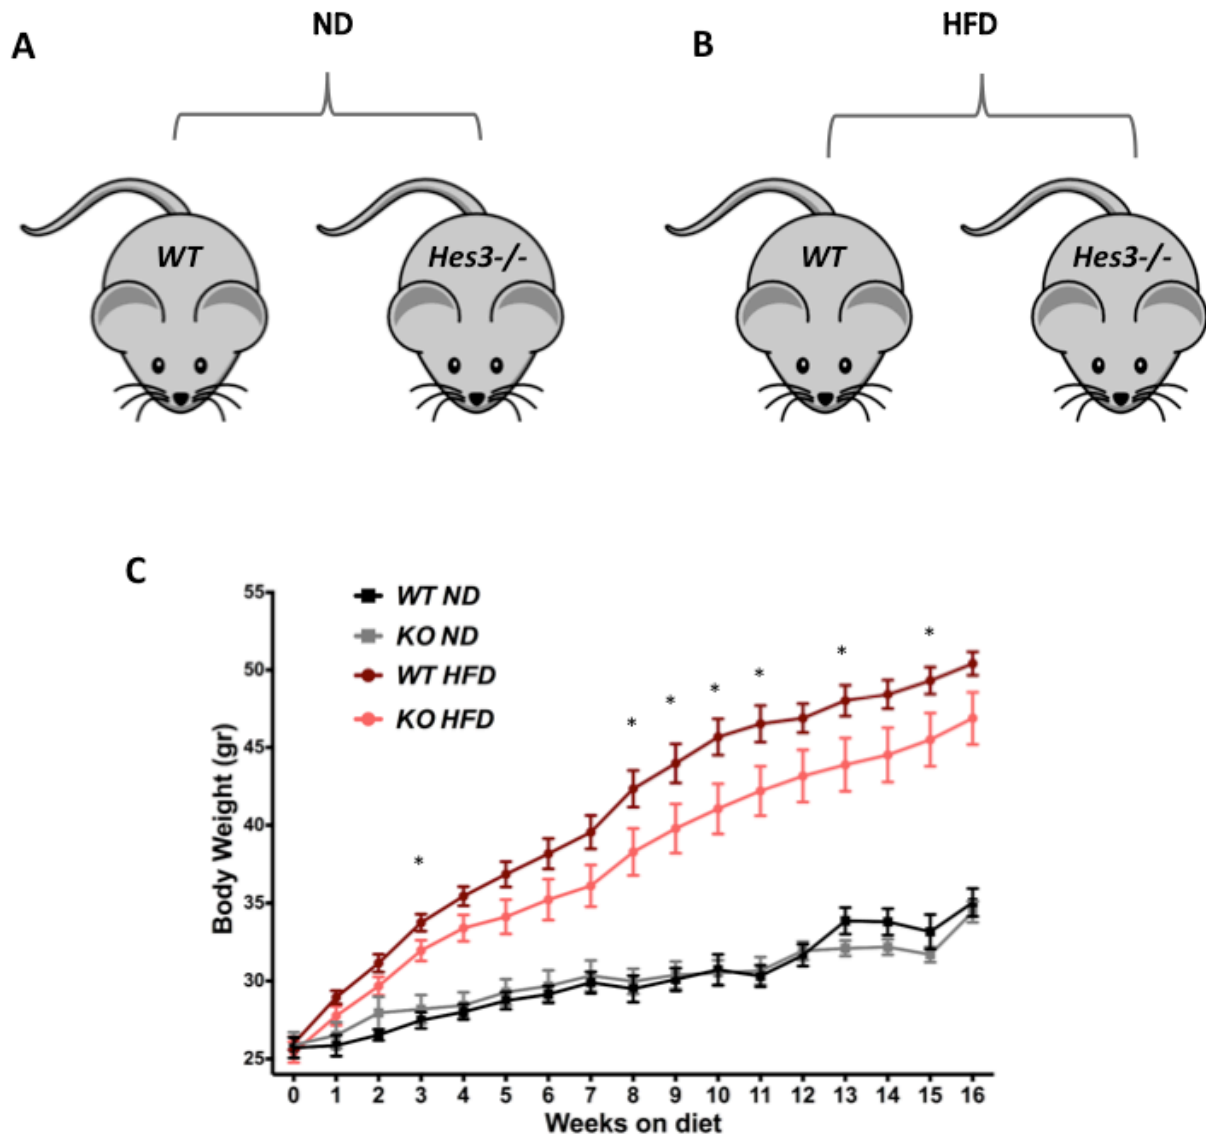 A
ND
B
HFD
WT
Hes3-/-
WT
Hes3-/-
C
WT ND
KO ND
WT HFD
KO HFD
* * * * * * * *
Body Weight (gr)
55
50
45
40
35
30
25
0 1 2 3 4 5 6 7 8 9 10 11 12 13 14 15 16
Weeks on diet